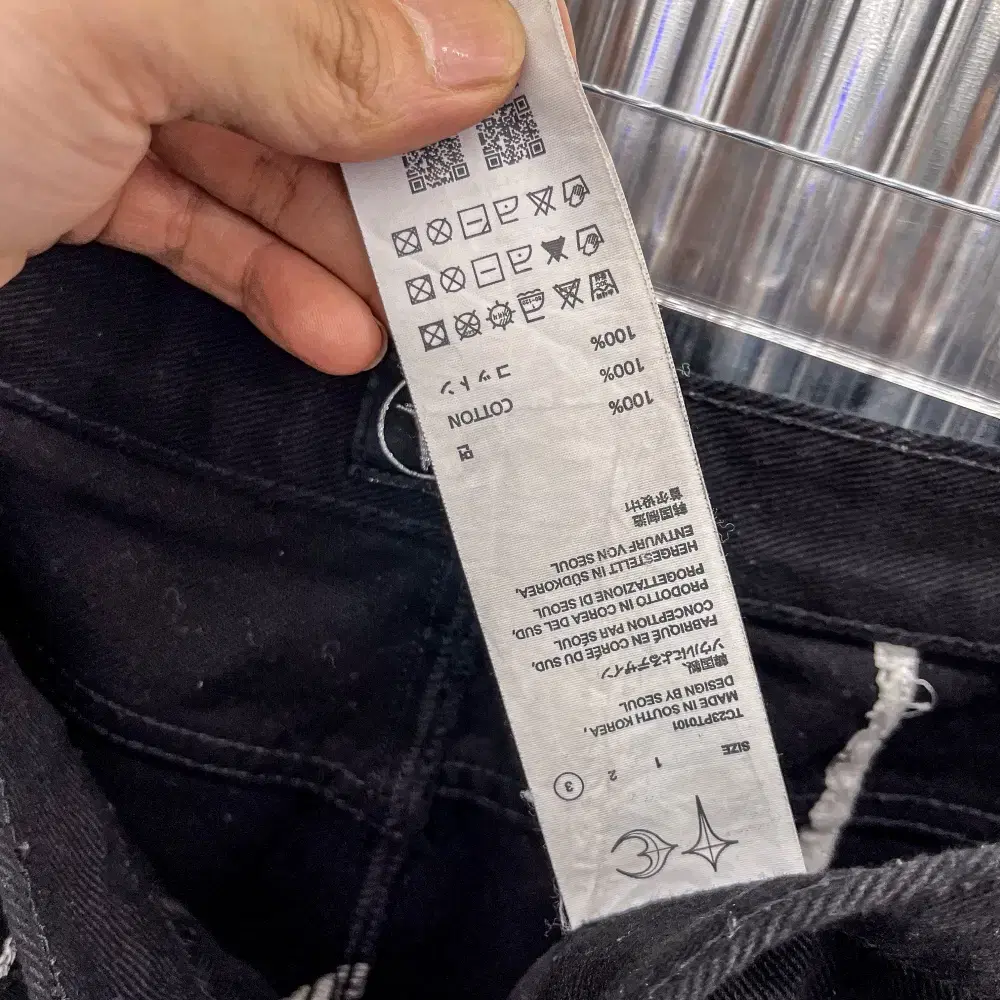 SIZE 1 2 3
TC23PT0101
MADE IN SOUTH KOREA,
DESIGN BY SEOUL
韓国製、
ソウルによるデザイン
FABRIQUÉ EN CORÉE DU SUD,
CONCEPTION PAR SÉOUL
PRODOTTO IN COREA DEL SUD,
PROGETTAZIONE DI SEOUL
HERGESTELLT IN SÜDKOREA,
ENTWURF VON SEOUL
韩国制造
首尔设计
면 100%
COTTON 100%
コットン 100%